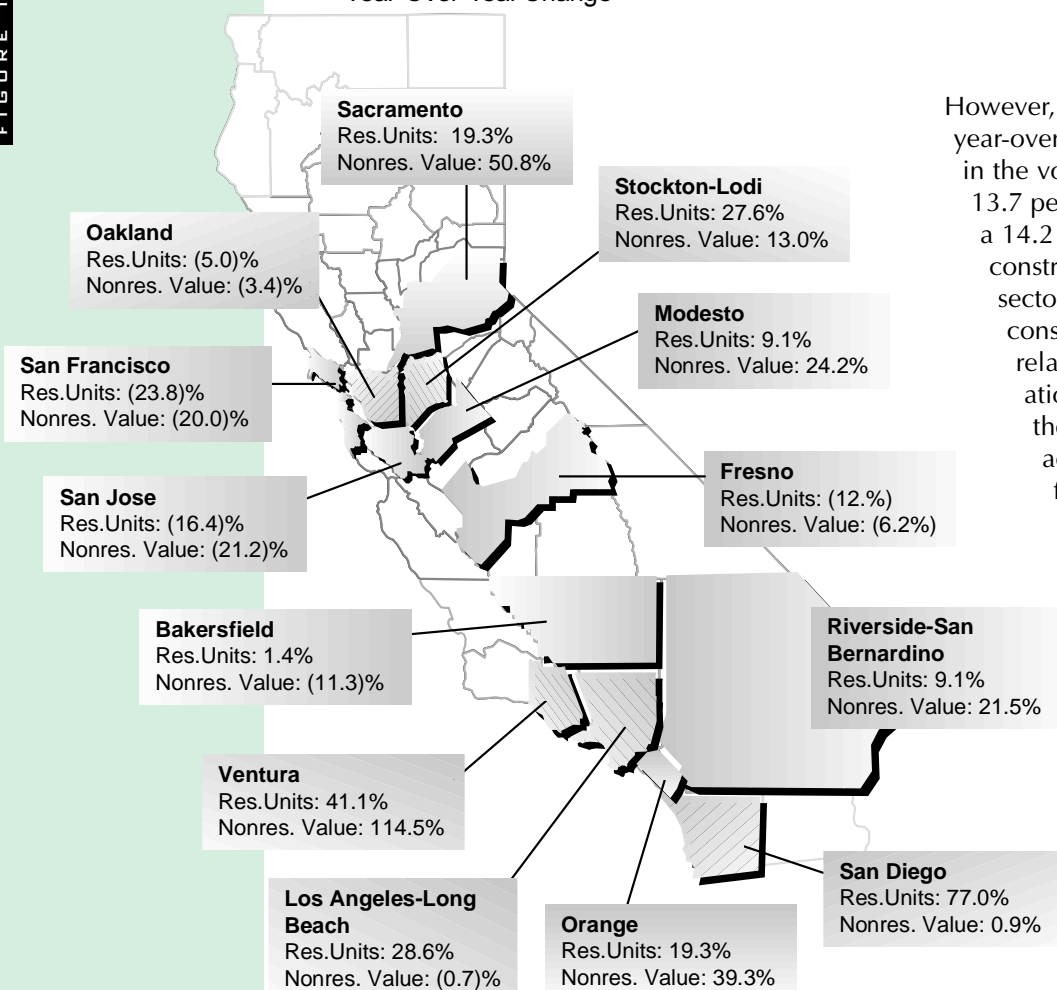 FIGURE
Year-Over-Year Change
Sacramento
Res.Units: 19.3%
Nonres. Value: 50.8%
Stockton-Lodi
Res.Units: 27.6%
Nonres. Value: 13.0%
Oakland
Res.Units: (5.0)%
Nonres. Value: (3.4)%
Modesto
Res.Units: 9.1%
Nonres. Value: 24.2%
San Francisco
Res.Units: (23.8)%
Nonres. Value: (20.0)%
Fresno
Res.Units: (12.%)
Nonres. Value: (6.2%)
San Jose
Res.Units: (16.4)%
Nonres. Value: (21.2)%
Bakersfield
Res.Units: 1.4%
Nonres. Value: (11.3)%
Riverside-San
Bernardino
Res.Units: 9.1%
Nonres. Value: 21.5%
Ventura
Res.Units: 41.1%
Nonres. Value: 114.5%
San Diego
Res.Units: 77.0%
Nonres. Value: 0.9%
Los Angeles-Long
Beach
Res.Units: 28.6%
Nonres. Value: (0.7)%
Orange
Res.Units: 19.3%
Nonres. Value: 39.3%
However,
year-over
in the vo
13.7 pe
a 14.2
constr
secto
cons
rela
atio
the
a
f